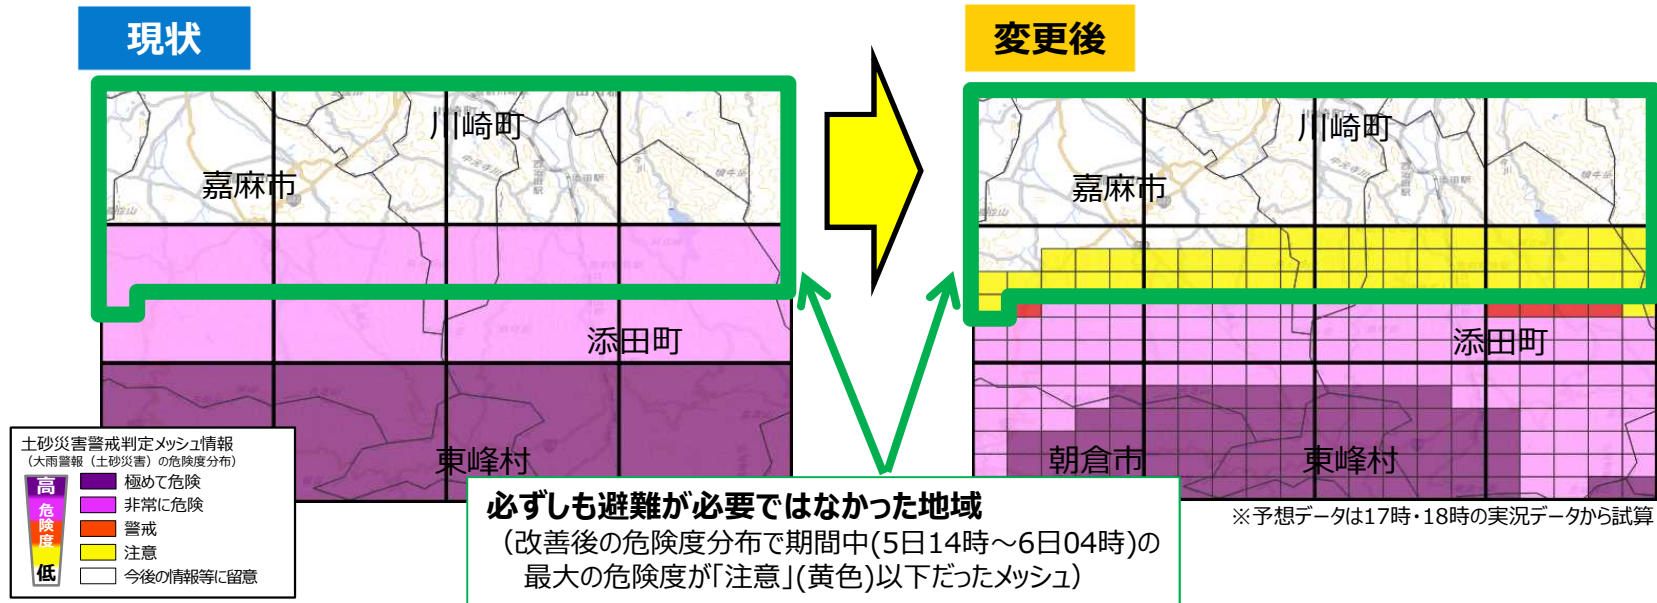 現状
変更後
川崎町
嘉麻市
添田町
東峰村
川崎町
嘉麻市
添田町
朝倉市
東峰村
土砂災害警戒判定メッシュ情報
(大雨警報(土砂災害)の危険度分布)
高
危険度
低
極めて危険
非常に危険
警戒
注意
今後の情報等に留意
必ずしも避難が必要ではなかった地域
(改善後の危険度分布で期間中(5日14時~6日04時)の
最大の危険度が「注意」(黄色)以下だったメッシュ)
※予想データは17時・18時の実況データから試算